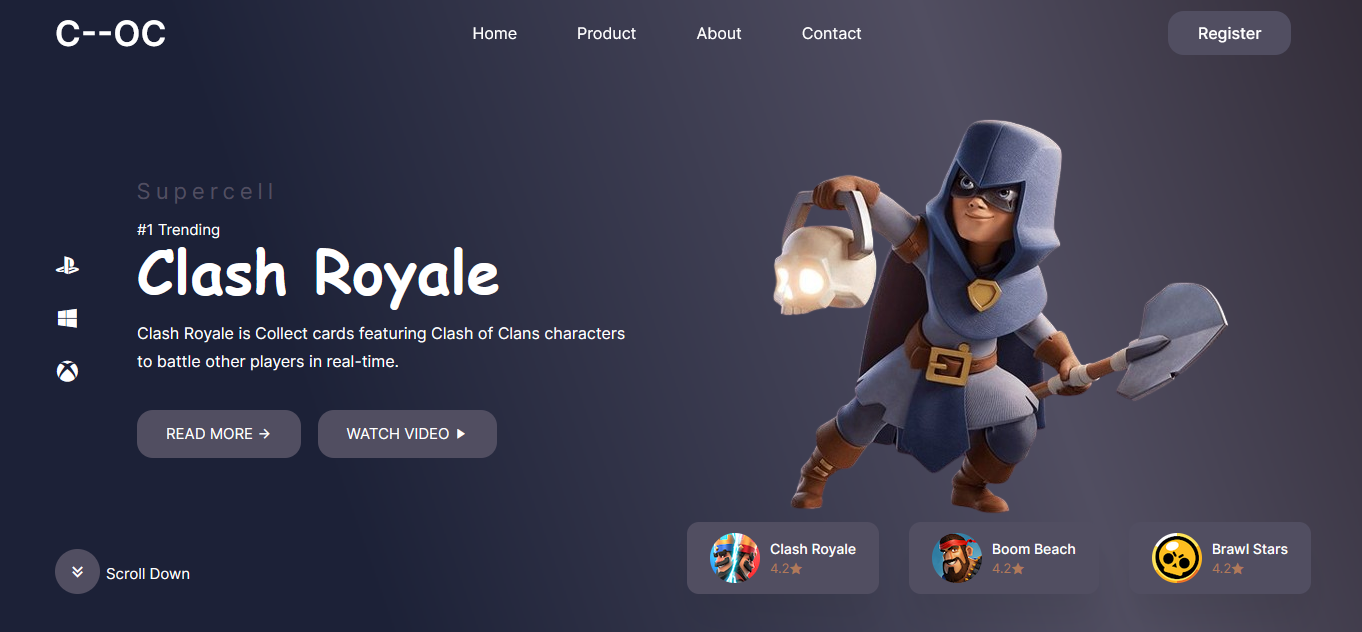 C--OC
Home
Product
About
Contact
Register
Supercell
#1 Trending
Clash Royale
Clash Royale is Collect cards featuring Clash of Clans characters
to battle other players in real-time.
READ MORE →
WATCH VIDEO ▶
Scroll Down
Clash Royale
4.2★
Boom Beach
4.2★
Brawl Stars
4.2★